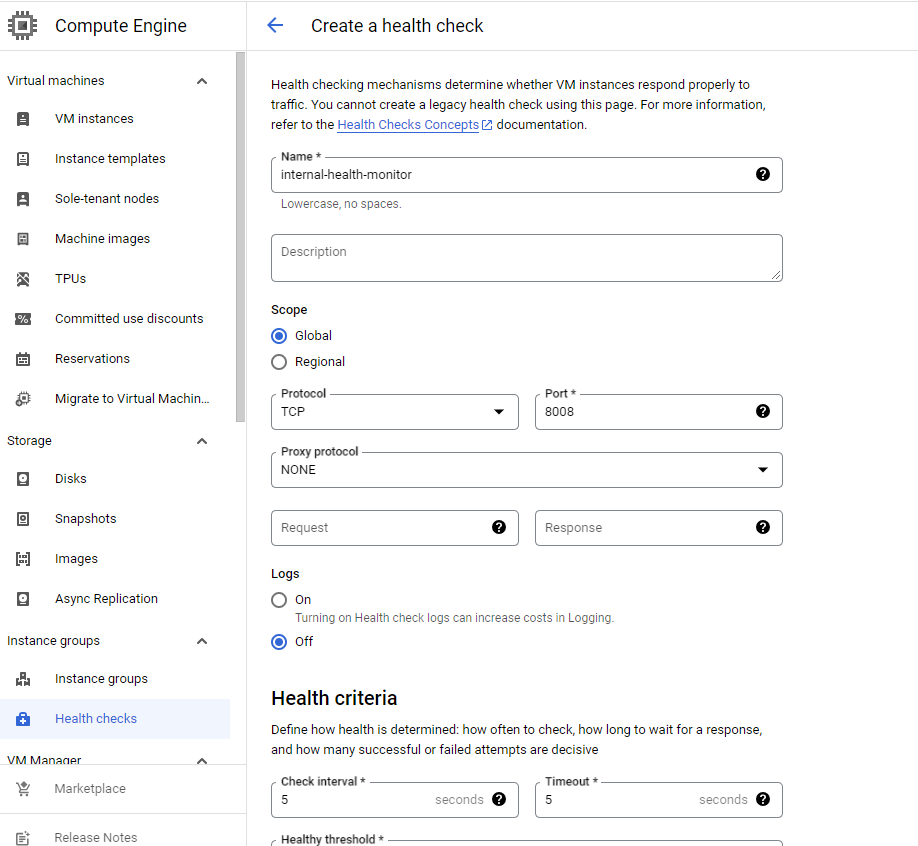 Compute Engine
Create a health check
Virtual machines
VM instances
Instance templates
Sole-tenant nodes
Machine images
TPUs
Committed use discounts
Reservations
Migrate to Virtual Machin...
Storage
Disks
Snapshots
Images
Async Replication
Instance groups
Instance groups
Health checks
VM Manager
Marketplace
Release Notes
Health checking mechanisms determine whether VM instances respond properly to
traffic. You cannot create a legacy health check using this page. For more information,
refer to the Health Checks Concepts documentation.
Name *
internal-health-monitor
Lowercase, no spaces.
Description
Scope
Global
Regional
Protocol
TCP
Port *
8008
Proxy protocol
NONE
Request
Response
Logs
On
Turning on Health check logs can increase costs in Logging.
Off
Health criteria
Define how health is determined: how often to check, how long to wait for a response,
and how many successful or failed attempts are decisive
Check interval *
5 seconds
Timeout *
5 seconds
Healthy threshold *